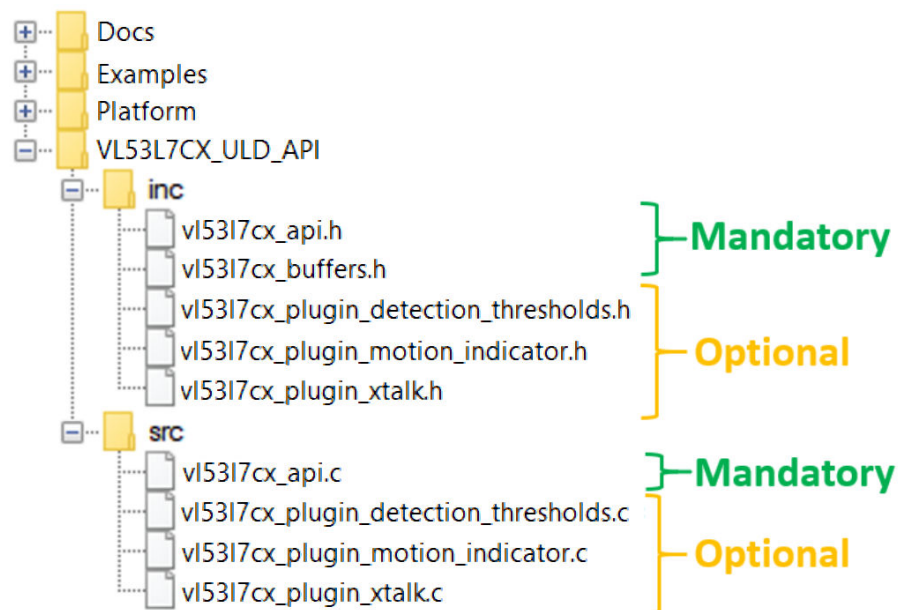 Docs
Examples
Platform
VL53L7CX_ULD_API
inc
vl53l7cx_api.h
vl53l7cx_buffers.h
Mandatory
vl53l7cx_plugin_detection_thresholds.h
vl53l7cx_plugin_motion_indicator.h
vl53l7cx_plugin_xtalk.h
Optional
src
vl53l7cx_api.c
Mandatory
vl53l7cx_plugin_detection_thresholds.c
vl53l7cx_plugin_motion_indicator.c
vl53l7cx_plugin_xtalk.c
Optional